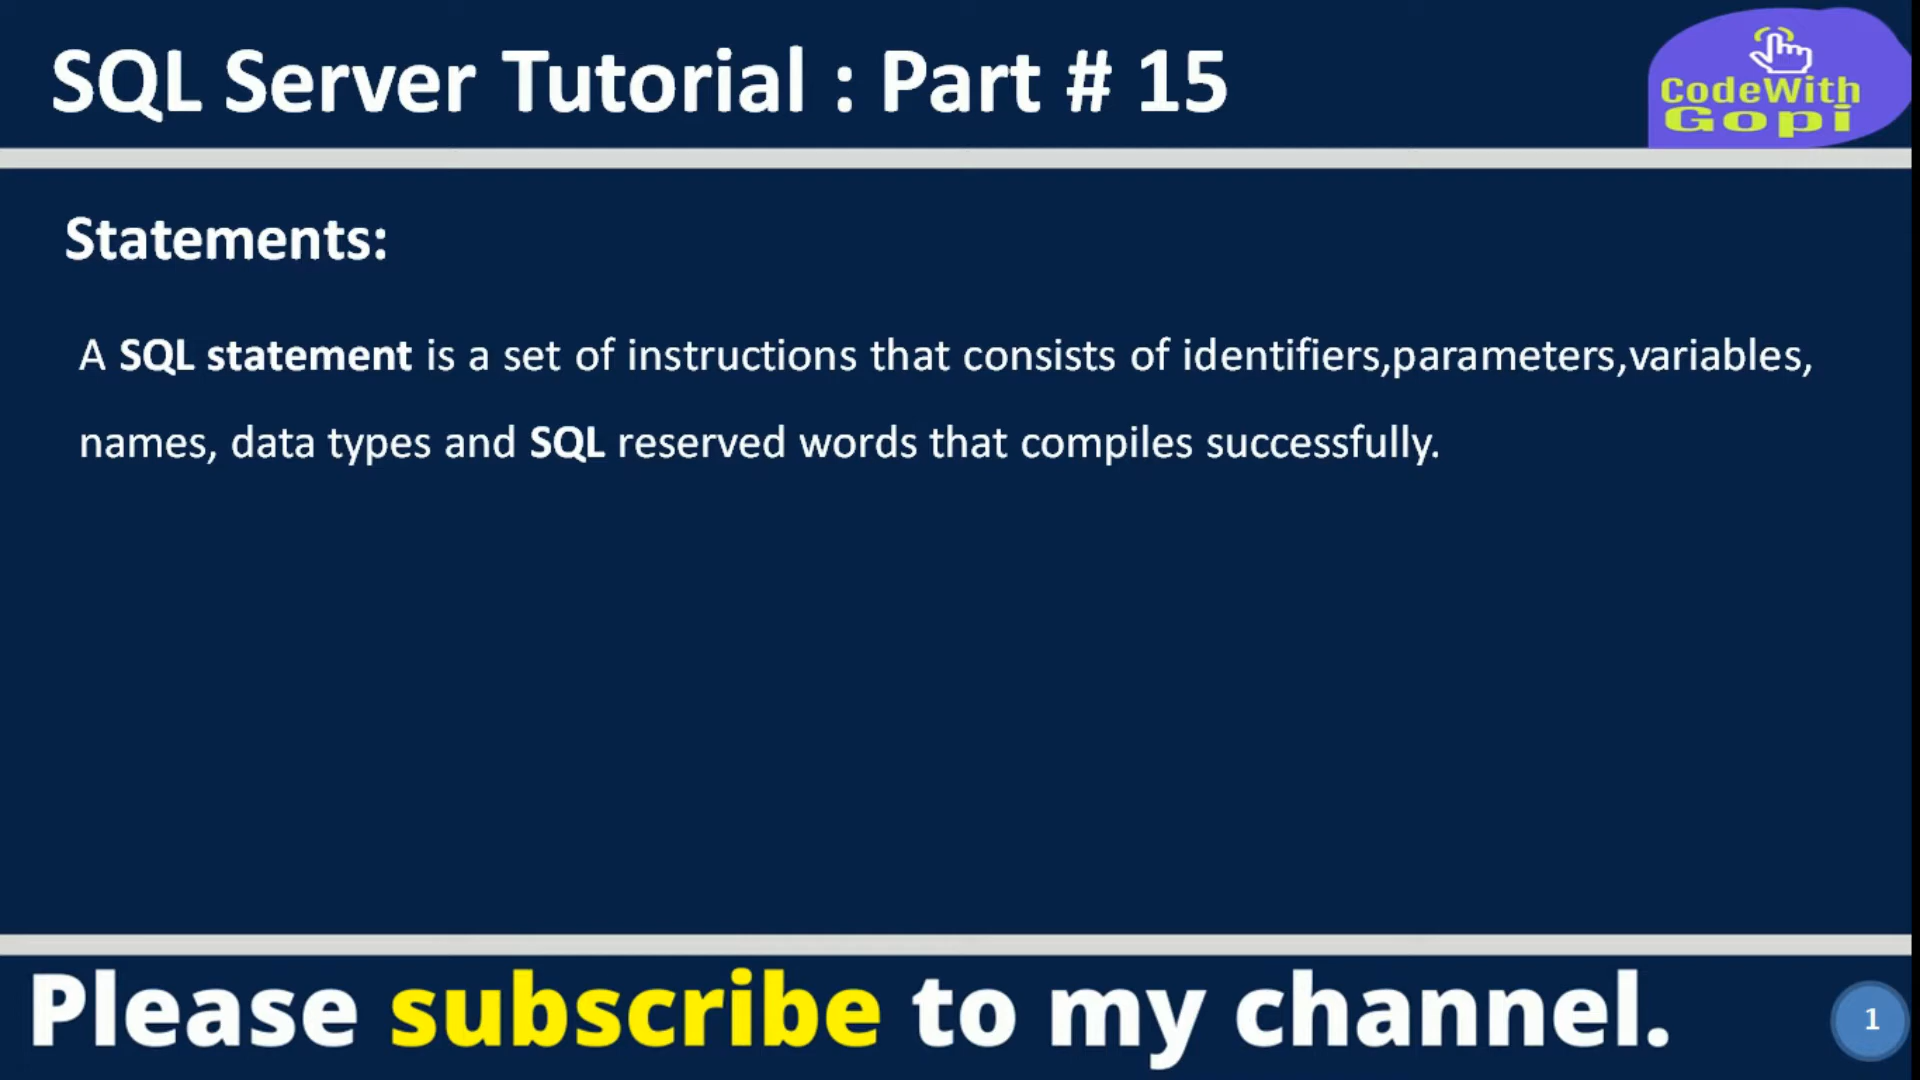 SQL Server Tutorial : Part # 15
CodeWith
Gopi
Statements:
A SQL statement is a set of instructions that consists of identifiers,parameters,variables,
names, data types and SQL reserved words that compiles successfully.
Please subscribe to my channel.
1